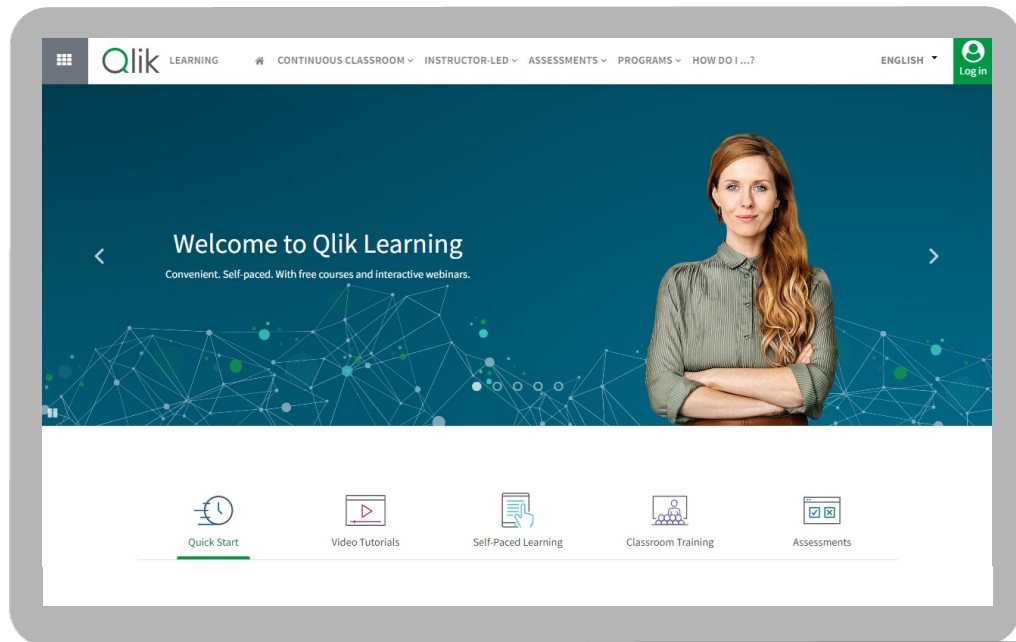 Qlik LEARNING CONTINUOUS CLASSROOM INSTRUCTOR-LED ASSESSMENTS PROGRAMS HOW DO I ...? ENGLISH
Log in
Welcome to Qlik Learning
Convenient. Self-paced. With free courses and interactive webinars.
Quick Start Video Tutorials Self-Paced Learning Classroom Training Assessments